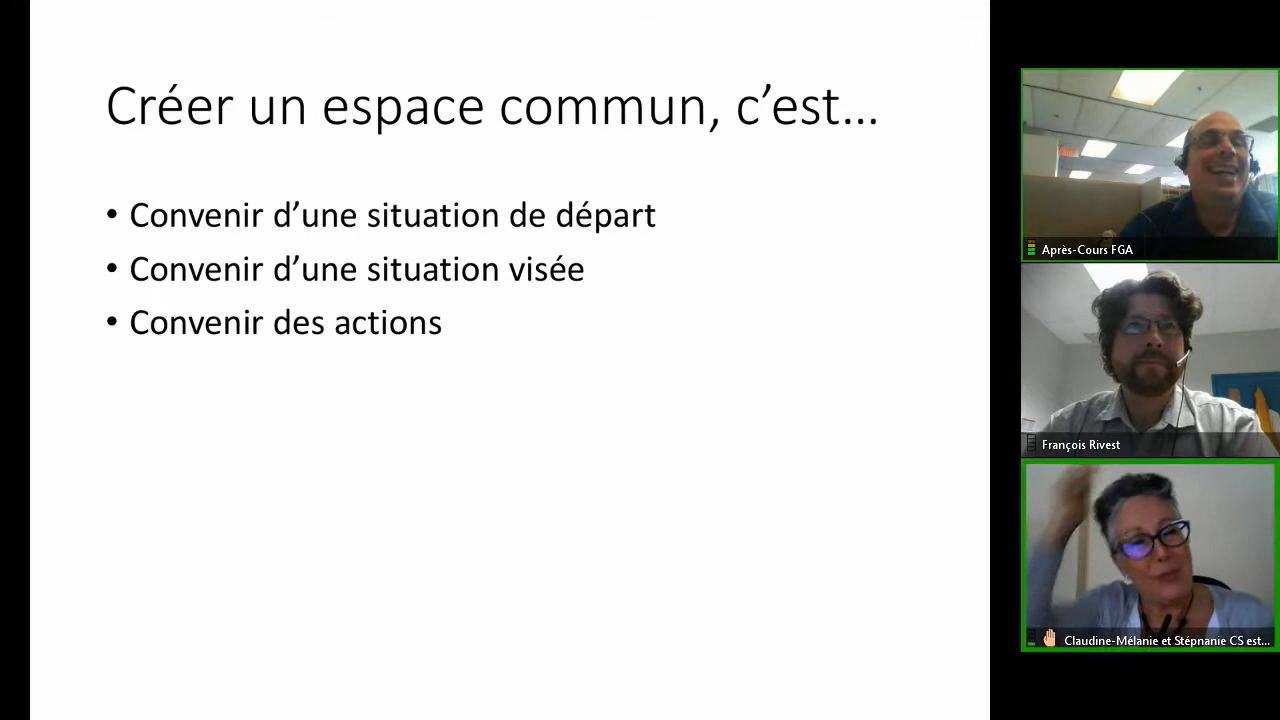 Créer un espace commun, c’est…
• Convenir d’une situation de départ
• Convenir d’une situation visée
• Convenir des actions
Après-Cours FGA
François Rivest
Claudine-Mélanie et Stépnanie CS est...